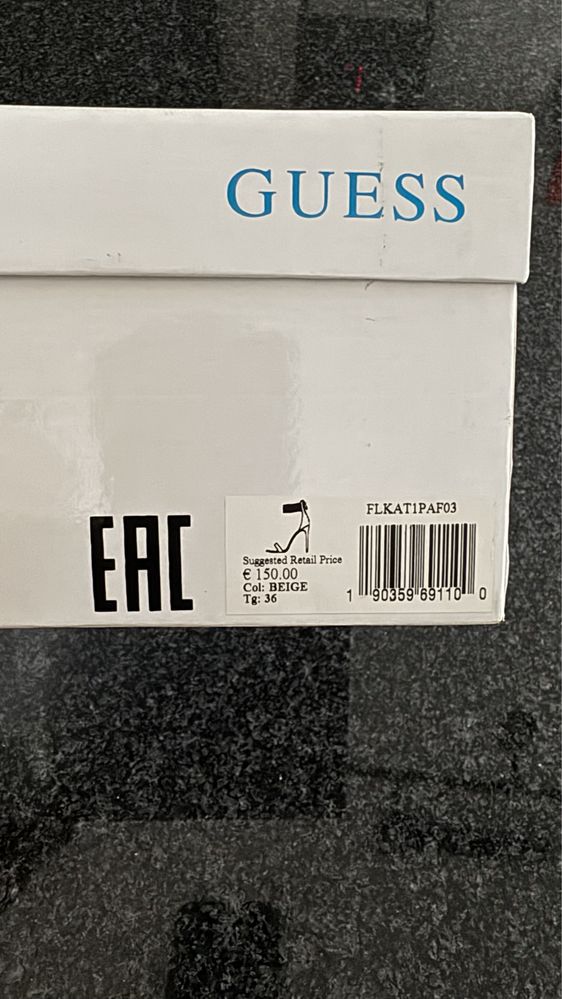 GUESS
EAC
FLKAT1PAF03
Suggested Retail Price
€ 150.00
Col: BEIGE
Tg: 36
1 90359 69110 0